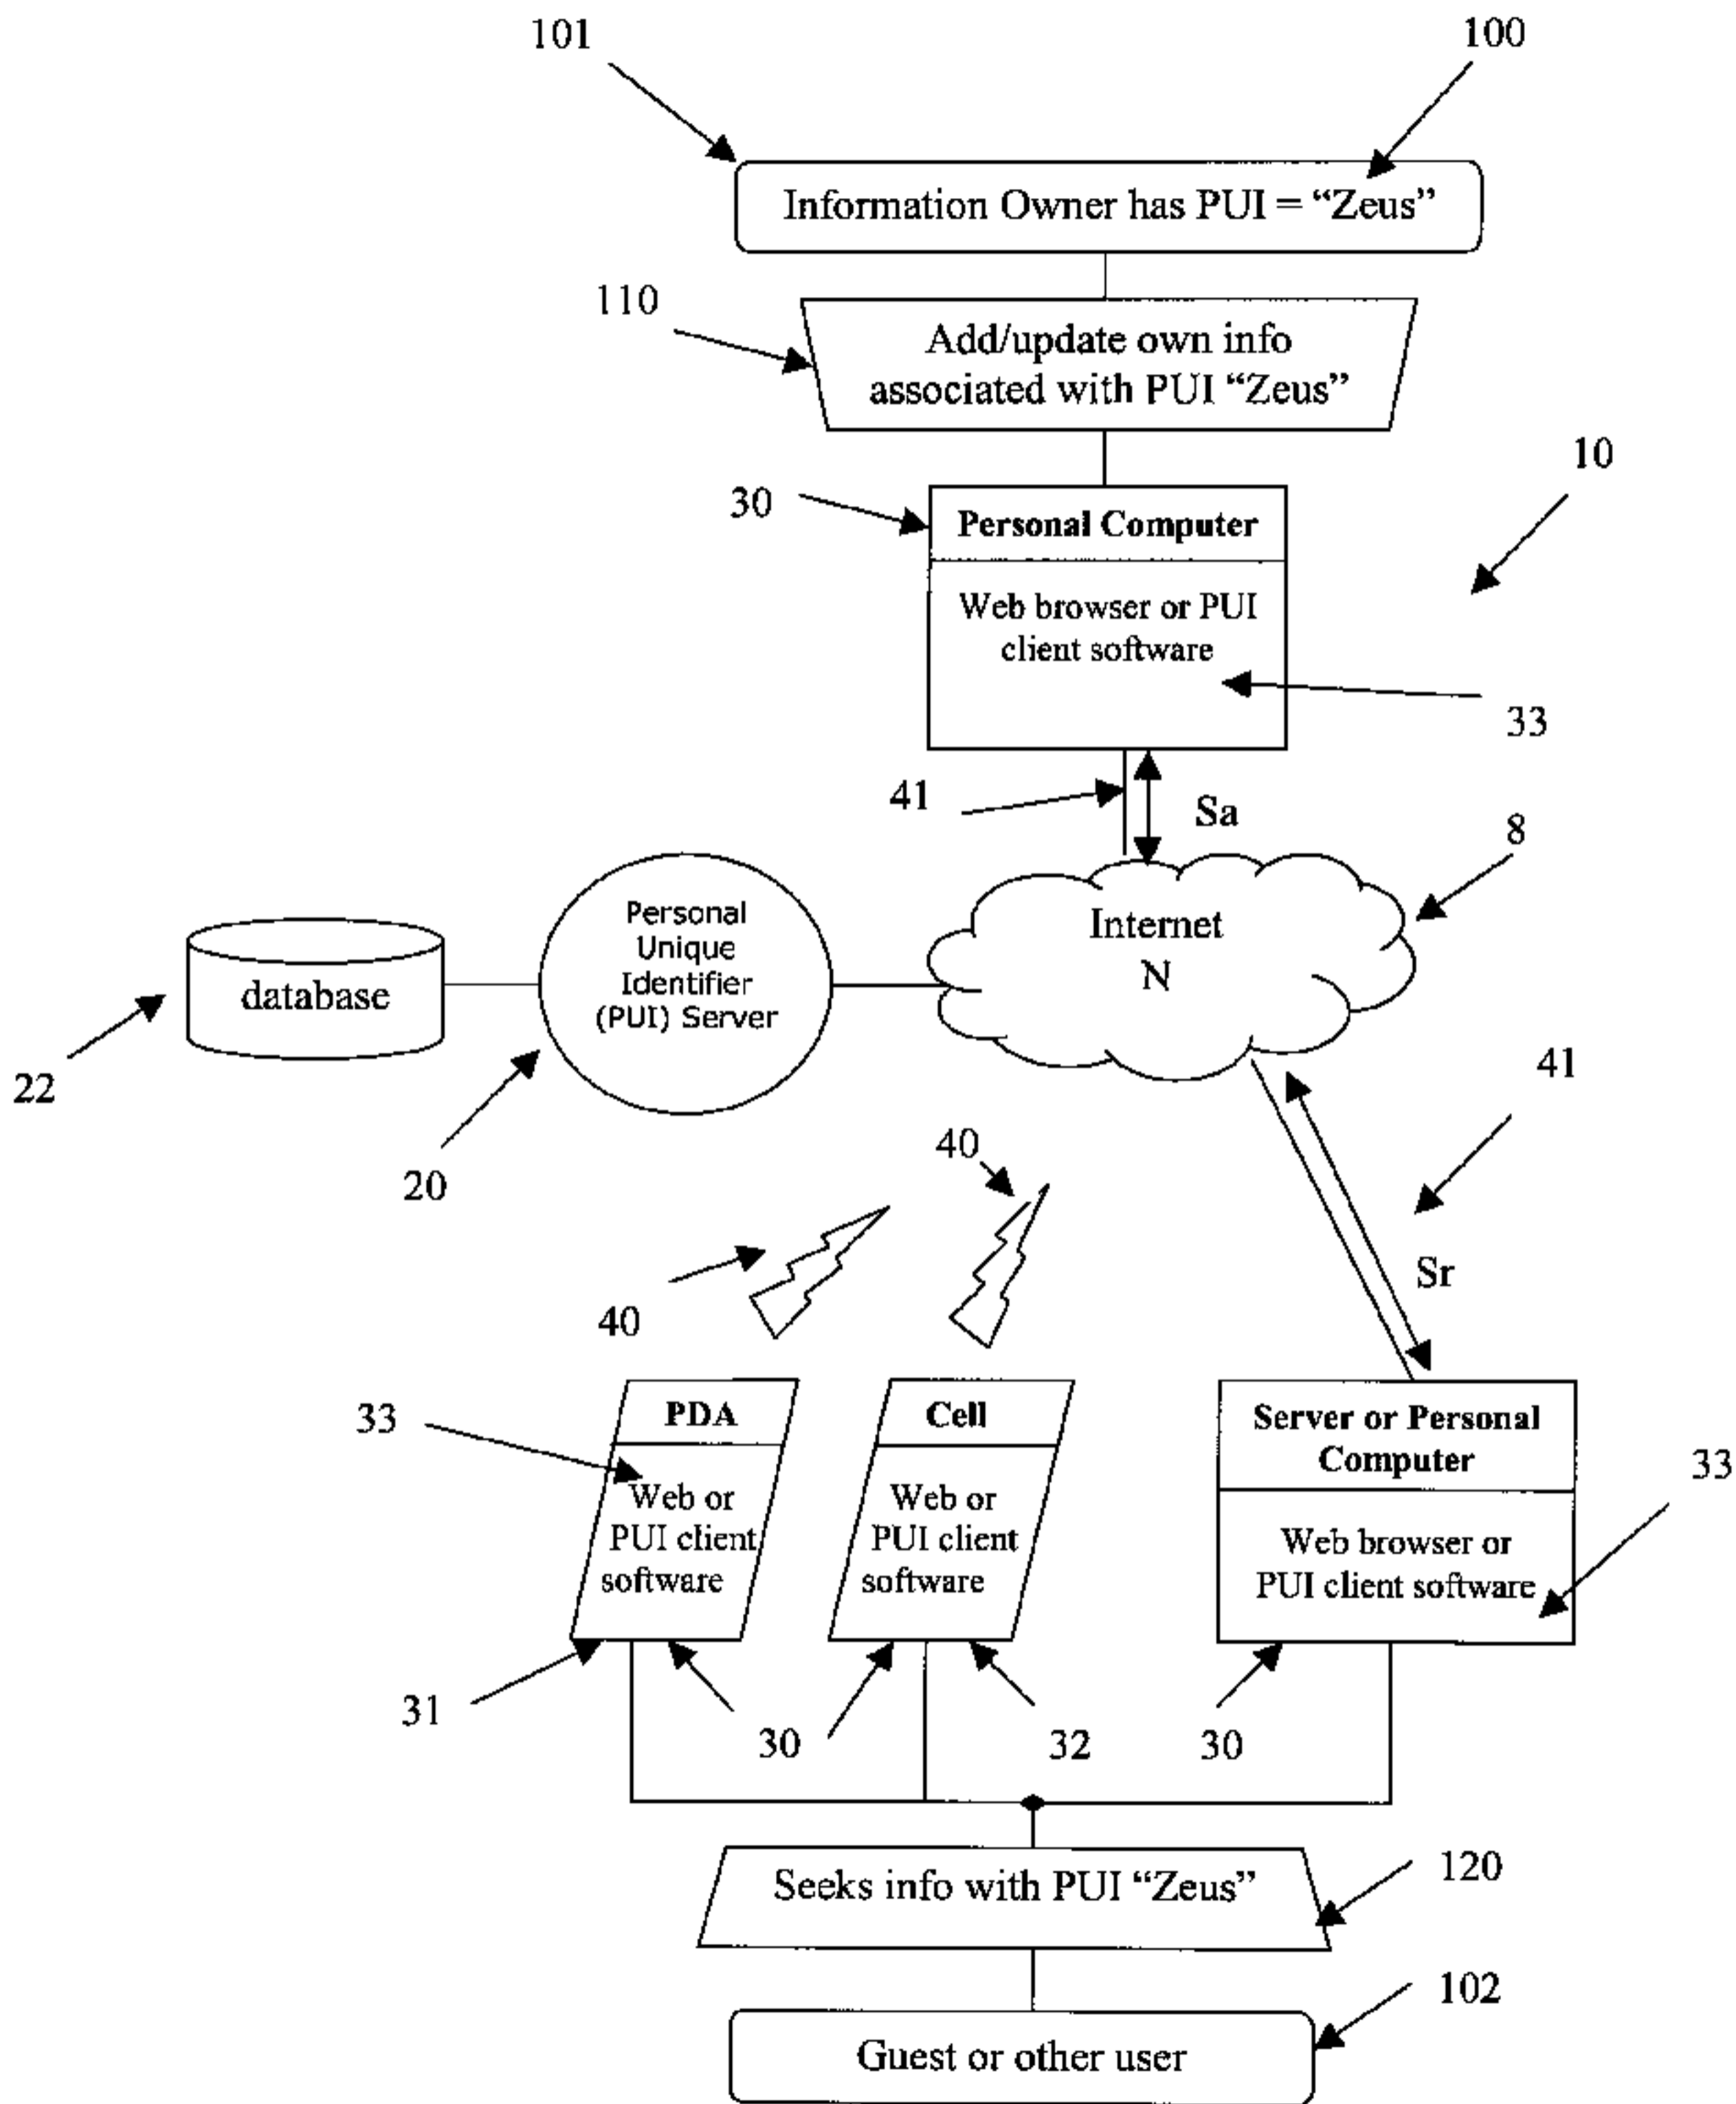 101
100
Information Owner has PUI = “Zeus”
110
Add/update own info
associated with PUI “Zeus”
10
30
Personal Computer
Web browser or PUI
client software
33
41
Sa
8
Internet
N
Personal
Unique
Identifier
(PUI) Server
database
22
20
41
40
40
Sr
33
PDA
Web or
PUI client
software
Cell
Web or
PUI client
software
Server or Personal
Computer
Web browser or
PUI client software
33
31
30
32
30
Seeks info with PUI “Zeus”
120
102
Guest or other user